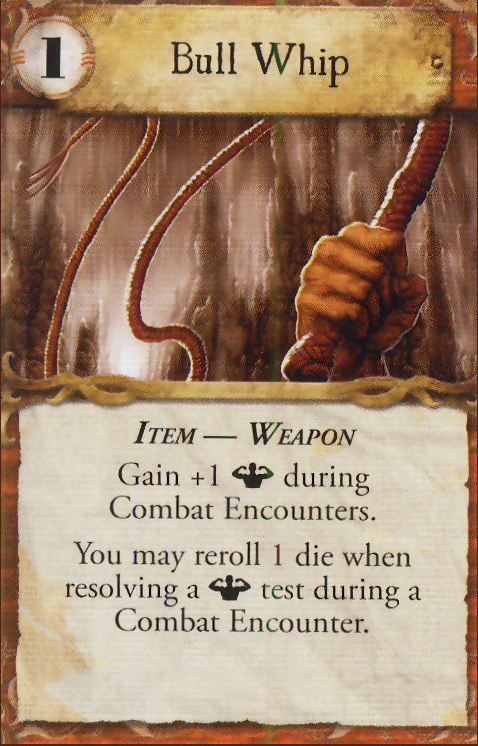 1
Bull Whip
Item — Weapon
Gain +1 during
Combat Encounters.
You may reroll 1 die when
resolving a test during a
Combat Encounter.